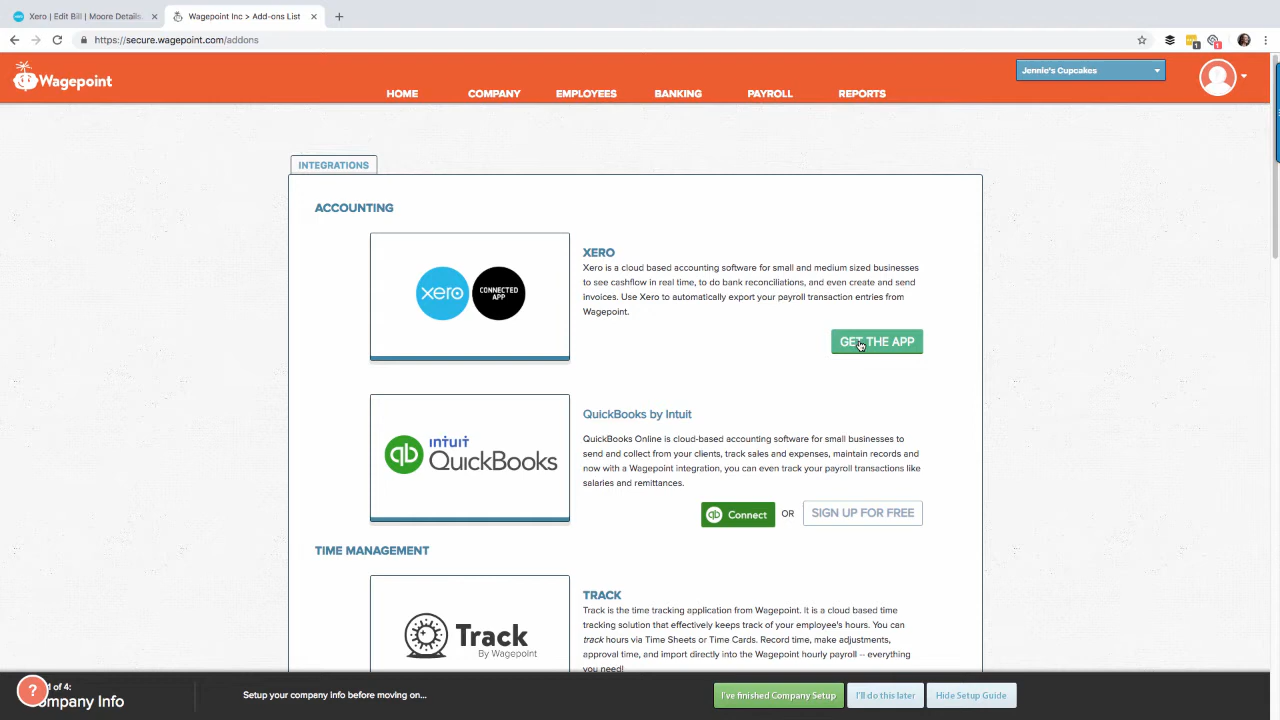 Xero | Edit Bill | Moore Details
Wagepoint Inc > Add-ons List
https://secure.wagepoint.com/addons
1
1
Wagepoint
Jennie's Cupcakes
HOME
COMPANY
EMPLOYEES
BANKING
PAYROLL
REPORTS
INTEGRATIONS
ACCOUNTING
xero
CONNECTED
APP
XERO
Xero is a cloud based accounting software for small and medium sized businesses
to see cashflow in real time, to do bank reconciliations, and even create and send
invoices. Use Xero to automatically export your payroll transaction entries from
Wagepoint.
GET THE APP
qb
intuit
QuickBooks
QuickBooks by Intuit
QuickBooks Online is cloud-based accounting software for small businesses to
send and collect from your clients, track sales and expenses, maintain records and
now with a Wagepoint integration, you can even track your payroll transactions like
salaries and remittances.
qb Connect
OR
SIGN UP FOR FREE
TIME MANAGEMENT
Track
By Wagepoint
TRACK
Track is the time tracking application from Wagepoint. It is a cloud based time
tracking solution that effectively keeps track of your employee's hours. You can
track hours via Time Sheets or Time Cards. Record time, make adjustments,
approval time, and import directly into the Wagepoint hourly payroll -- everything
you need!
?
1 of 4:
ompany Info
Setup your company info before moving on...
I've finished Company Setup
I'll do this later
Hide Setup Guide